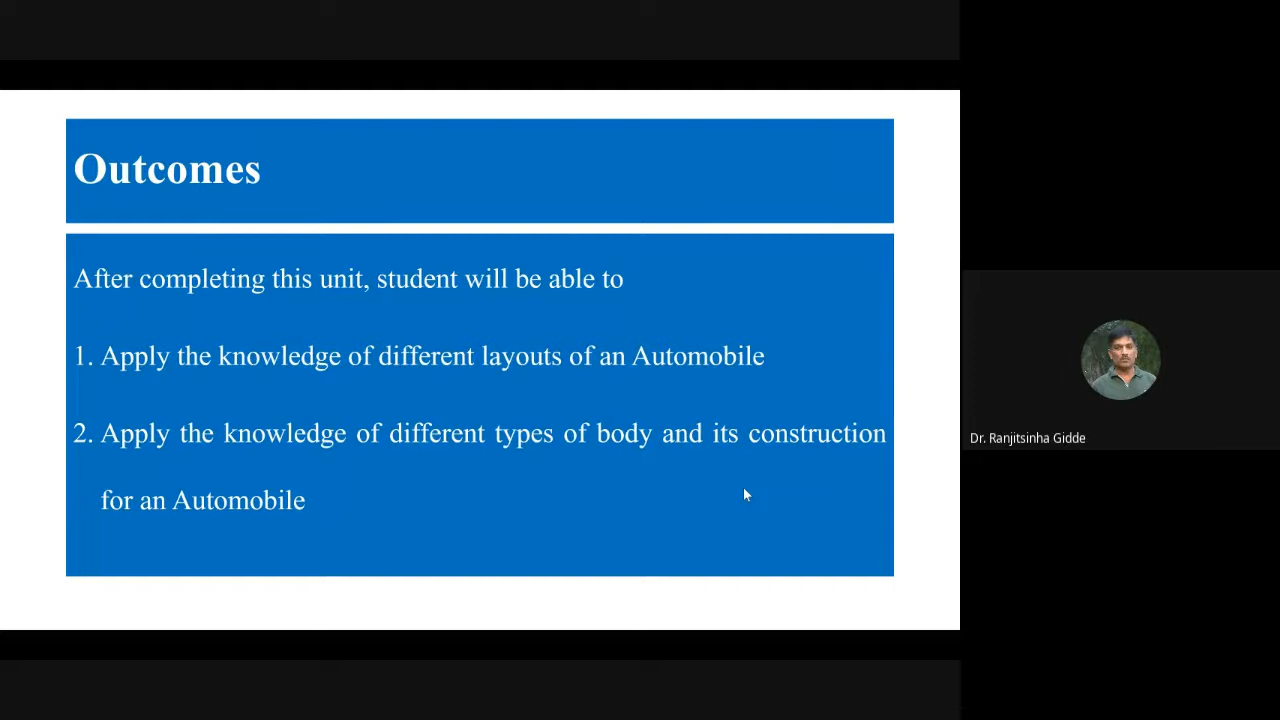 Outcomes
After completing this unit, student will be able to
1. Apply the knowledge of different layouts of an Automobile
2. Apply the knowledge of different types of body and its construction
for an Automobile
Dr. Ranjitsinha Gidde